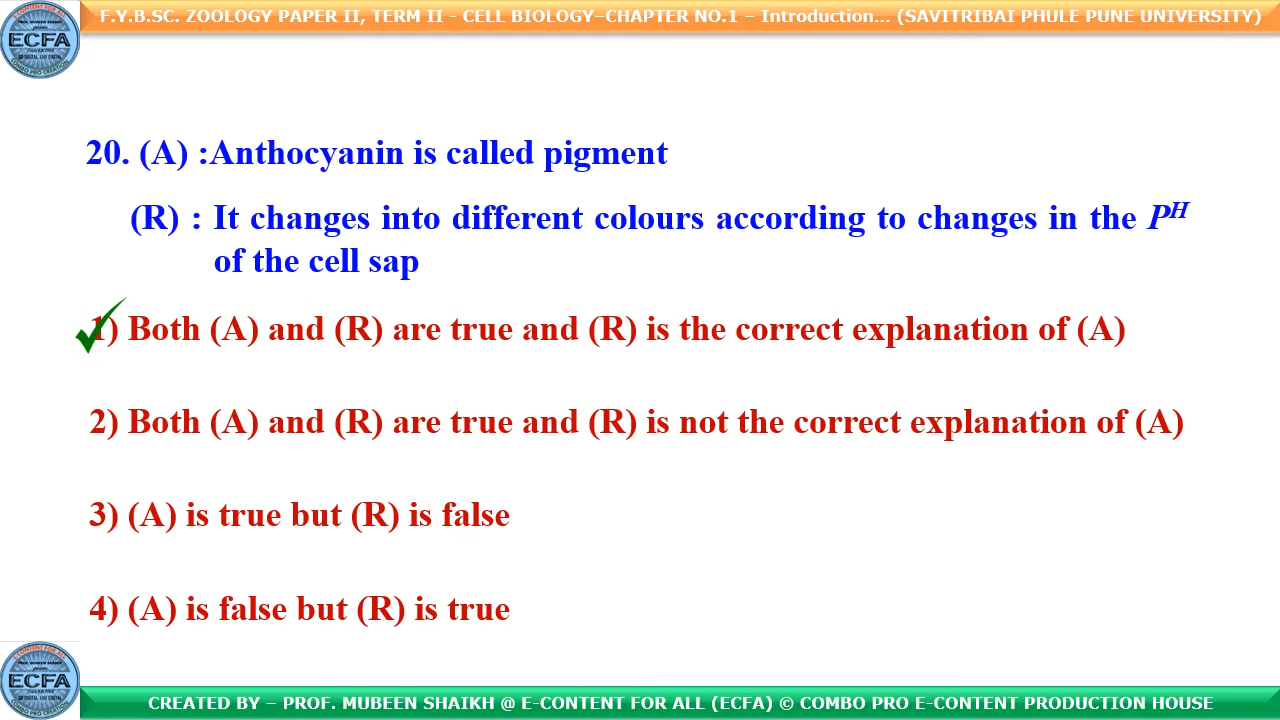 F.Y.B.SC. ZOOLOGY PAPER II, TERM II - CELL BIOLOGY–CHAPTER NO.1 – Introduction... (SAVITRIBAI PHULE PUNE UNIVERSITY)
ECFA
20. (A) :Anthocyanin is called pigment
(R) : It changes into different colours according to changes in the P^H
of the cell sap
1) Both (A) and (R) are true and (R) is the correct explanation of (A)
2) Both (A) and (R) are true and (R) is not the correct explanation of (A)
3) (A) is true but (R) is false
4) (A) is false but (R) is true
ECFA
CREATED BY – PROF. MUBEEN SHAIKH @ E-CONTENT FOR ALL (ECFA) © COMBO PRO E-CONTENT PRODUCTION HOUSE